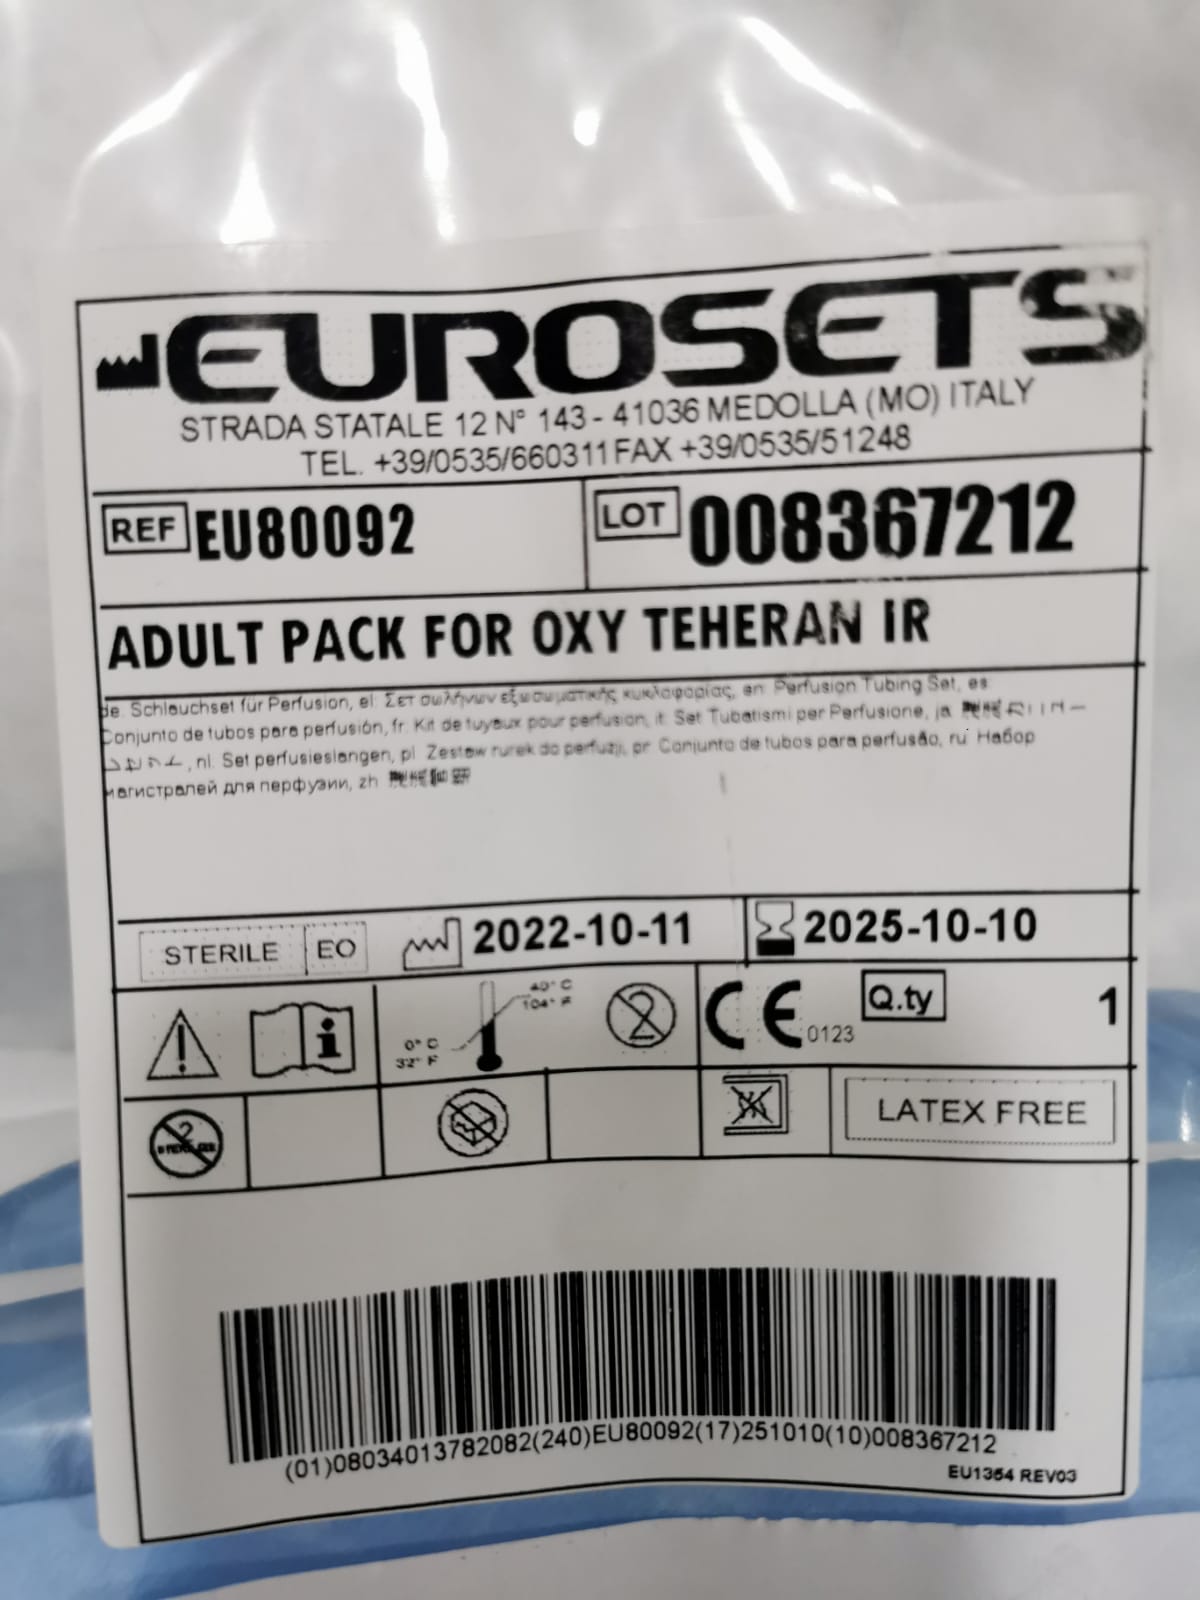 EUROSETS
STRADA STATALE 12 N° 143 - 41036 MEDOLLA (MO) ITALY
TEL. +39/0535/660311 FAX +39/0535/51248
REF EU80092
LOT 008367212
ADULT PACK FOR OXY TEHERAN IR
de. Schlauchset für Perfusion, el. Σετ σωλήνων εξωσωματικής κυκλοφορίας, en. Perfusion Tubing Set, es.
Conjunto de tubos para perfusión, fr. Kit de tuyaux pour perfusion, it. Set Tubatismi per Perfusione, ja.
, nl. Set perfusieslangen, pl. Zestaw rurek do perfuzji, pr. Conjunto de tubos para perfusão, ru. Набор
магистралей для перфузии, zh
STERILE EO
2022-10-11
2025-10-10
40° C
104° F
0° C
32° F
2
CE 0123
Q.ty 1
2
LATEX FREE
(01)08034013782082(240)EU80092(17)251010(10)008367212
EU1364 REV03